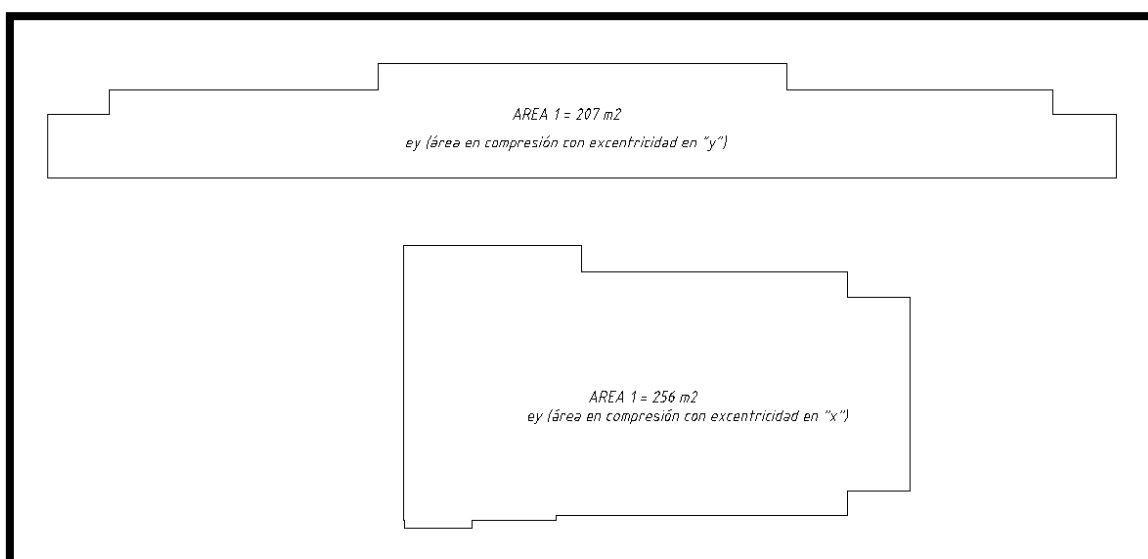 AREA 1 = 207 m2
ey (área en compresión con excentricidad en "y")
AREA 1 = 256 m2
ey (área en compresión con excentricidad en "x")